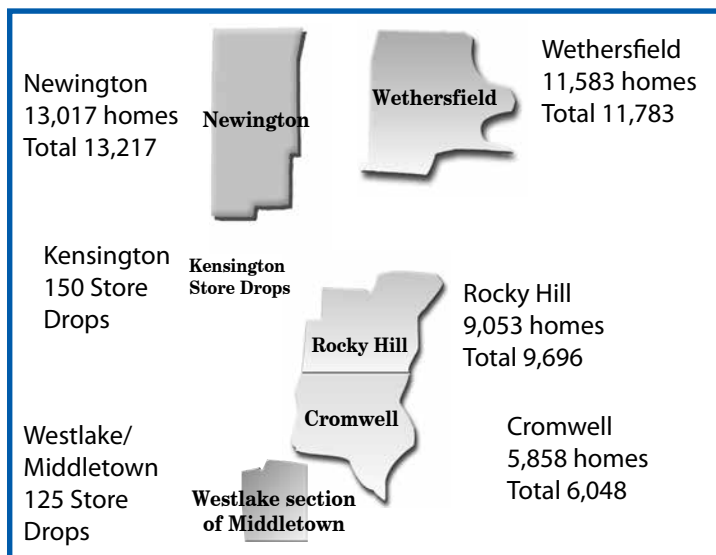 Newington
13,017 homes
Total 13,217
Newington
Wethersfield
Wethersfield
11,583 homes
Total 11,783
Kensington
150 Store
Drops
Kensington
Store Drops
Rocky Hill
Rocky Hill
9,053 homes
Total 9,696
Cromwell
Cromwell
5,858 homes
Total 6,048
Westlake/
Middletown
125 Store
Drops
Westlake section
of Middletown